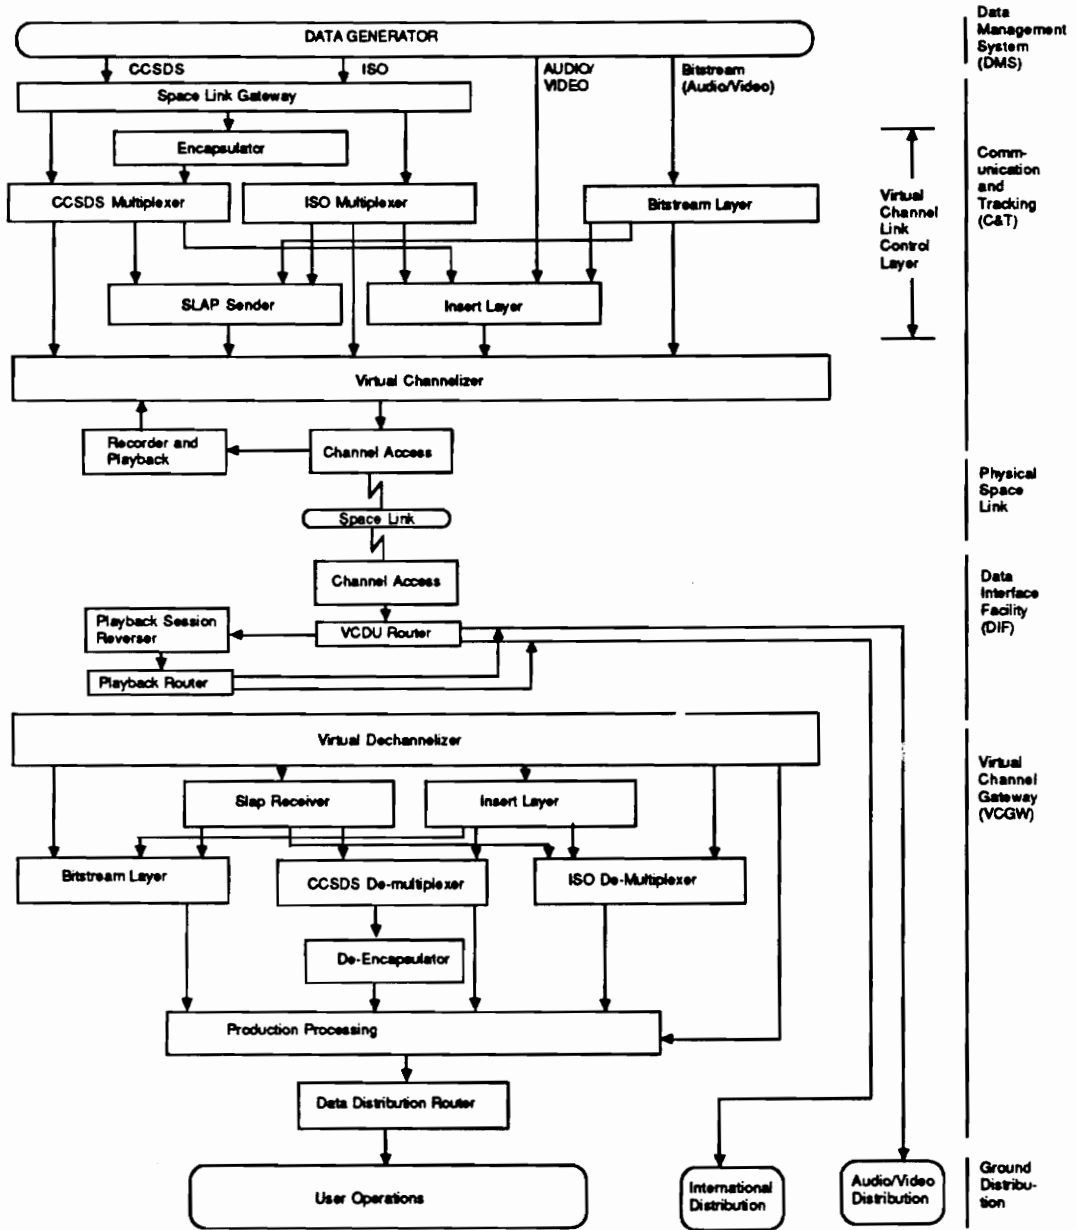 DATA GENERATOR
Data
Management
System
(DMS)
CCSDS
ISO
AUDIO/
VIDEO
Bitstream
(Audio/Video)
Space Link Gateway
Encapsulator
CCSDS Multiplexer
ISO Multiplexer
Bitstream Layer
Virtual
Channel
Link
Control
Layer
Comm-
unication
and
Tracking
(C&T)
SLAP Sender
Insert Layer
Virtual Channelizer
Recorder and
Playback
Channel Access
Physical
Space
Link
Space Link
Channel Access
Data
Interface
Facility
(DIF)
Playback Session
Reverser
VCDU Router
Playback Router
Virtual Dechannelizer
Virtual
Channel
Gateway
(VCGW)
Slap Receiver
Insert Layer
Bitstream Layer
CCSDS De-multiplexer
ISO De-Multiplexer
De-Encapsulator
Production Processing
Data Distribution Router
User Operations
International
Distribution
Audio/Video
Distribution
Ground
Distribu-
tion